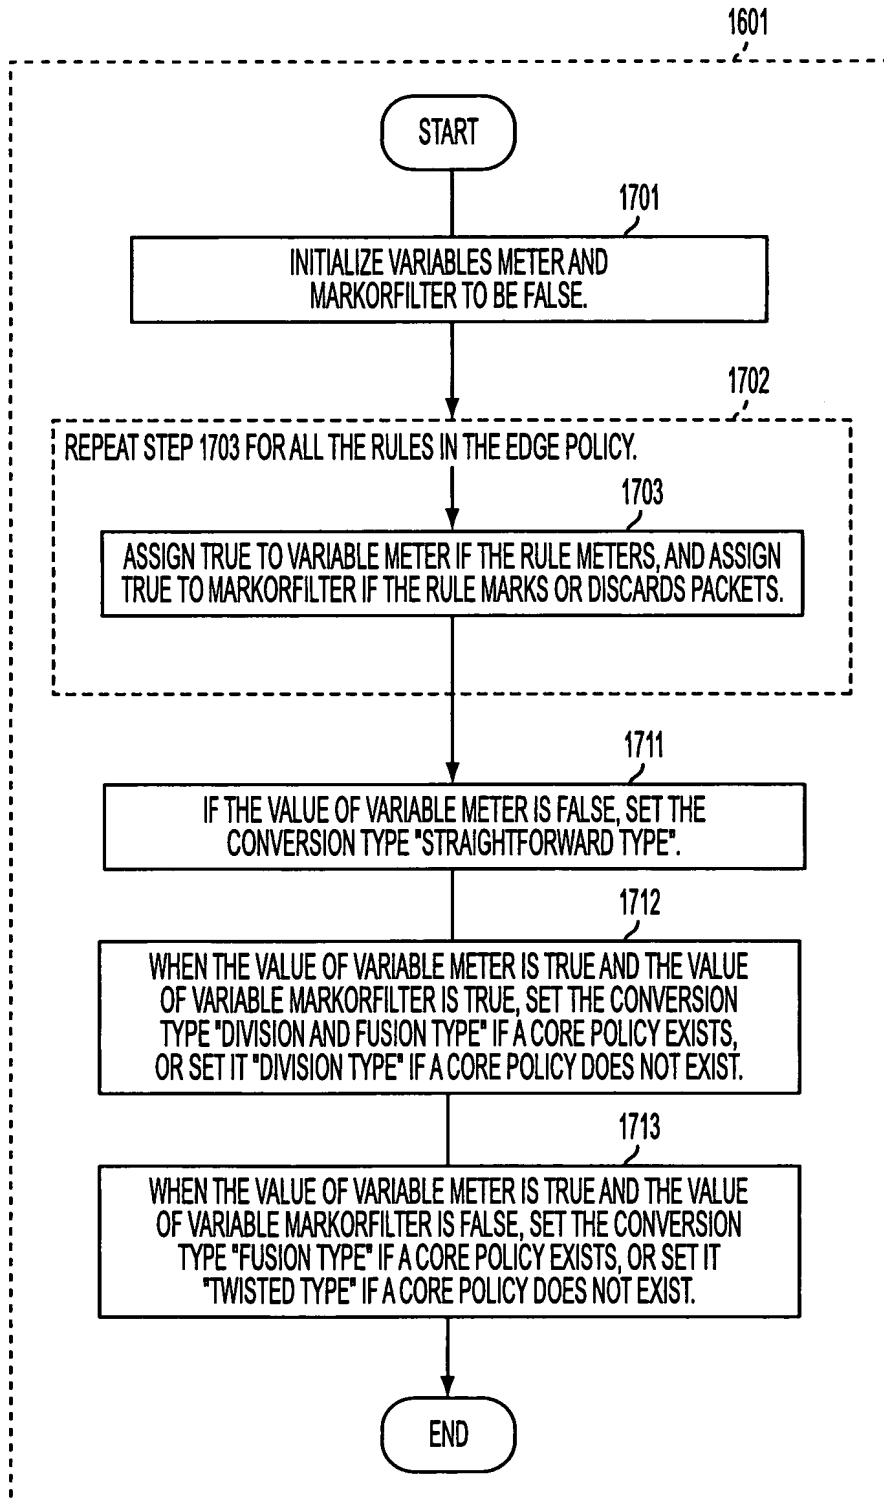 1601
START
1701
INITIALIZE VARIABLES METER AND
MARKORFILTER TO BE FALSE.
1702
REPEAT STEP 1703 FOR ALL THE RULES IN THE EDGE POLICY.
1703
ASSIGN TRUE TO VARIABLE METER IF THE RULE METERS, AND ASSIGN
TRUE TO MARKORFILTER IF THE RULE MARKS OR DISCARDS PACKETS.
1711
IF THE VALUE OF VARIABLE METER IS FALSE, SET THE
CONVERSION TYPE "STRAIGHTFORWARD TYPE".
1712
WHEN THE VALUE OF VARIABLE METER IS TRUE AND THE VALUE
OF VARIABLE MARKORFILTER IS TRUE, SET THE CONVERSION
TYPE "DIVISION AND FUSION TYPE" IF A CORE POLICY EXISTS,
OR SET IT "DIVISION TYPE" IF A CORE POLICY DOES NOT EXIST.
1713
WHEN THE VALUE OF VARIABLE METER IS TRUE AND THE VALUE
OF VARIABLE MARKORFILTER IS FALSE, SET THE CONVERSION
TYPE "FUSION TYPE" IF A CORE POLICY EXISTS, OR SET IT
"TWISTED TYPE" IF A CORE POLICY DOES NOT EXIST.
END